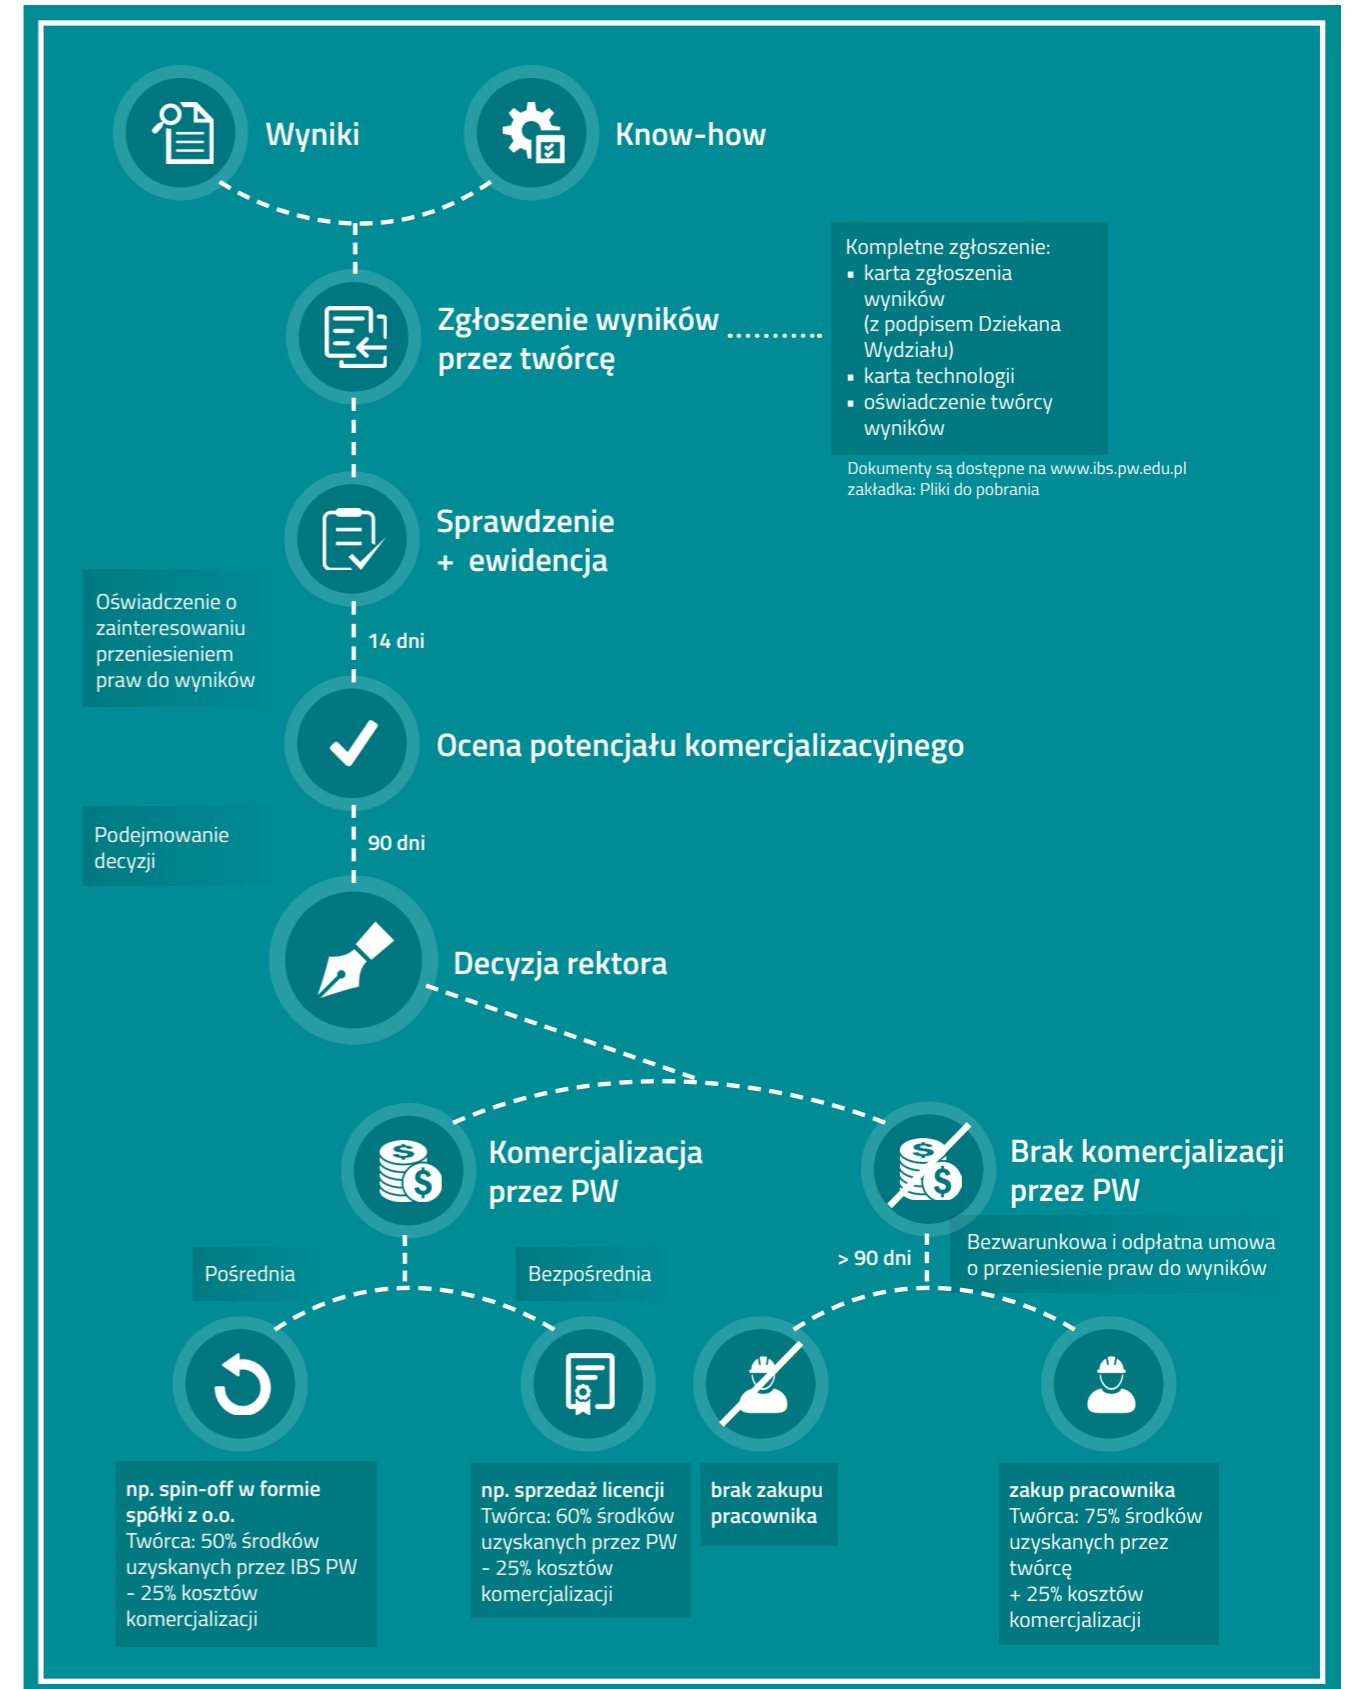 Wyniki
Know-how
Zgłoszenie wyników
przez twórcę
Kompletne zgłoszenie:
▪ karta zgłoszenia
wyników
(z podpisem Dziekana
Wydziału)
▪ karta technologii
▪ oświadczenie twórcy
wyników
Dokumenty są dostępne na www.ibs.pw.edu.pl
zakładka: Pliki do pobrania
Sprawdzenie
+ ewidencja
Oświadczenie o
zainteresowaniu
przeniesieniem
praw do wyników
14 dni
Ocena potencjału komercjalizacyjnego
Podejmowanie
decyzji
90 dni
Decyzja rektora
Komercjalizacja
przez PW
Brak komercjalizacji
przez PW
Pośrednia
Bezpośrednia
> 90 dni
Bezwarunkowa i odpłatna umowa
o przeniesienie praw do wyników
np. spin-off w formie
spółki z o.o.
Twórca: 50% środków
uzyskanych przez IBS PW
- 25% kosztów
komercjalizacji
np. sprzedaż licencji
Twórca: 60% środków
uzyskanych przez PW
- 25% kosztów
komercjalizacji
brak zakupu
pracownika
zakup pracownika
Twórca: 75% środków
uzyskanych przez
twórcę
+ 25% kosztów
komercjalizacji